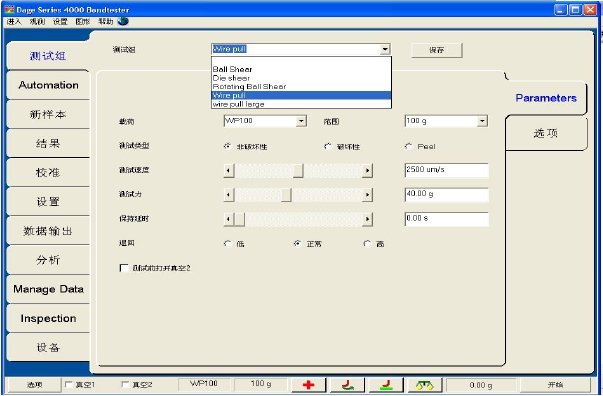 Dage Series 4000 Bondtester
进入 观测 设置 图形 帮助
测试组 Wire pull 保存
Ball Shear
Die shear
Rotating Ball Shear
Wire pull
wire pull large
测试组
Automation
新样本
结果
校准
设置
数据输出
分析
Manage Data
Inspection
设备
Parameters
选项
载荷 WP100 范围 100 g
测试类型 非破坏性 破坏性 Peel
测试速度 2500 um/s
测试力 40.00 g
保持延时 0.00 s
退回 低 正常 高
测试前打开真空2
选项 真空1 真空2 WP100 100 g 0.00 g 开始